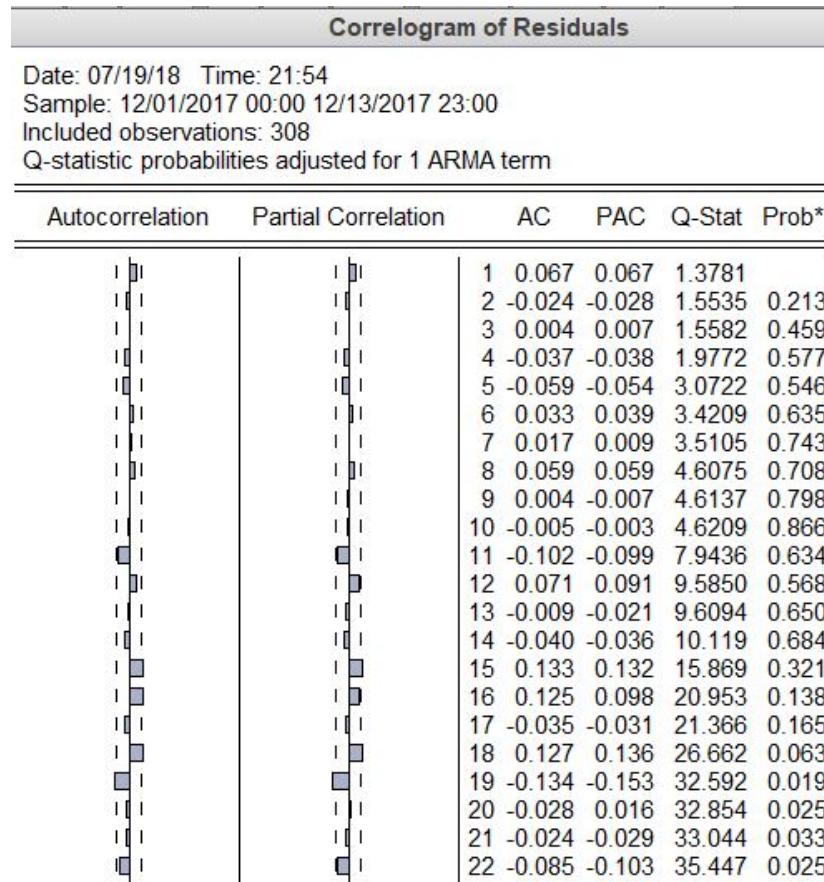 Correlogram of Residuals
Date: 07/19/18 Time: 21:54
Sample: 12/01/2017 00:00 12/13/2017 23:00
Included observations: 308
Q-statistic probabilities adjusted for 1 ARMA term
Autocorrelation Partial Correlation AC PAC Q-Stat Prob*
1 0.067 0.067 1.3781
2 -0.024 -0.028 1.5535 0.213
3 0.004 0.007 1.5582 0.459
4 -0.037 -0.038 1.9772 0.577
5 -0.059 -0.054 3.0722 0.546
6 0.033 0.039 3.4209 0.635
7 0.017 0.009 3.5105 0.743
8 0.059 0.059 4.6075 0.708
9 0.004 -0.007 4.6137 0.798
10 -0.005 -0.003 4.6209 0.866
11 -0.102 -0.099 7.9436 0.634
12 0.071 0.091 9.5850 0.568
13 -0.009 -0.021 9.6094 0.650
14 -0.040 -0.036 10.119 0.684
15 0.133 0.132 15.869 0.321
16 0.125 0.098 20.953 0.138
17 -0.035 -0.031 21.366 0.165
18 0.127 0.136 26.662 0.063
19 -0.134 -0.153 32.592 0.019
20 -0.028 0.016 32.854 0.025
21 -0.024 -0.029 33.044 0.033
22 -0.085 -0.103 35.447 0.025